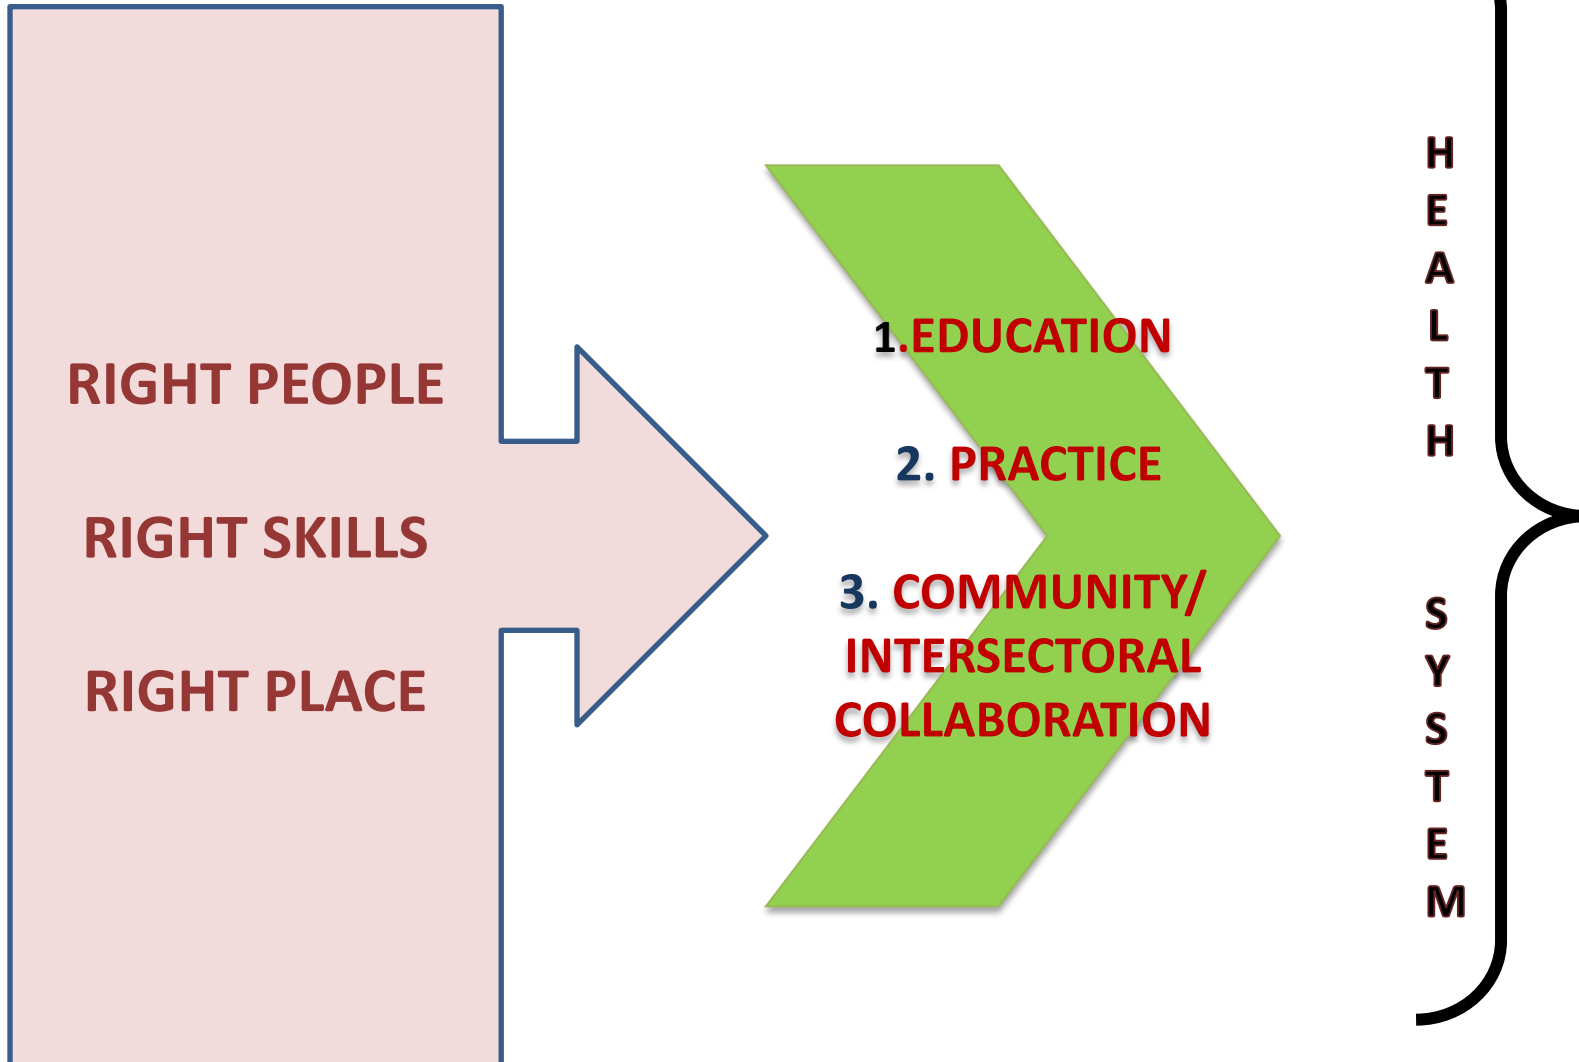 RIGHT PEOPLE
RIGHT SKILLS
RIGHT PLACE
1.EDUCATION
2. PRACTICE
3. COMMUNITY/
INTERSECTORAL
COLLABORATION
H
E
A
L
T
H
S
Y
S
T
E
M